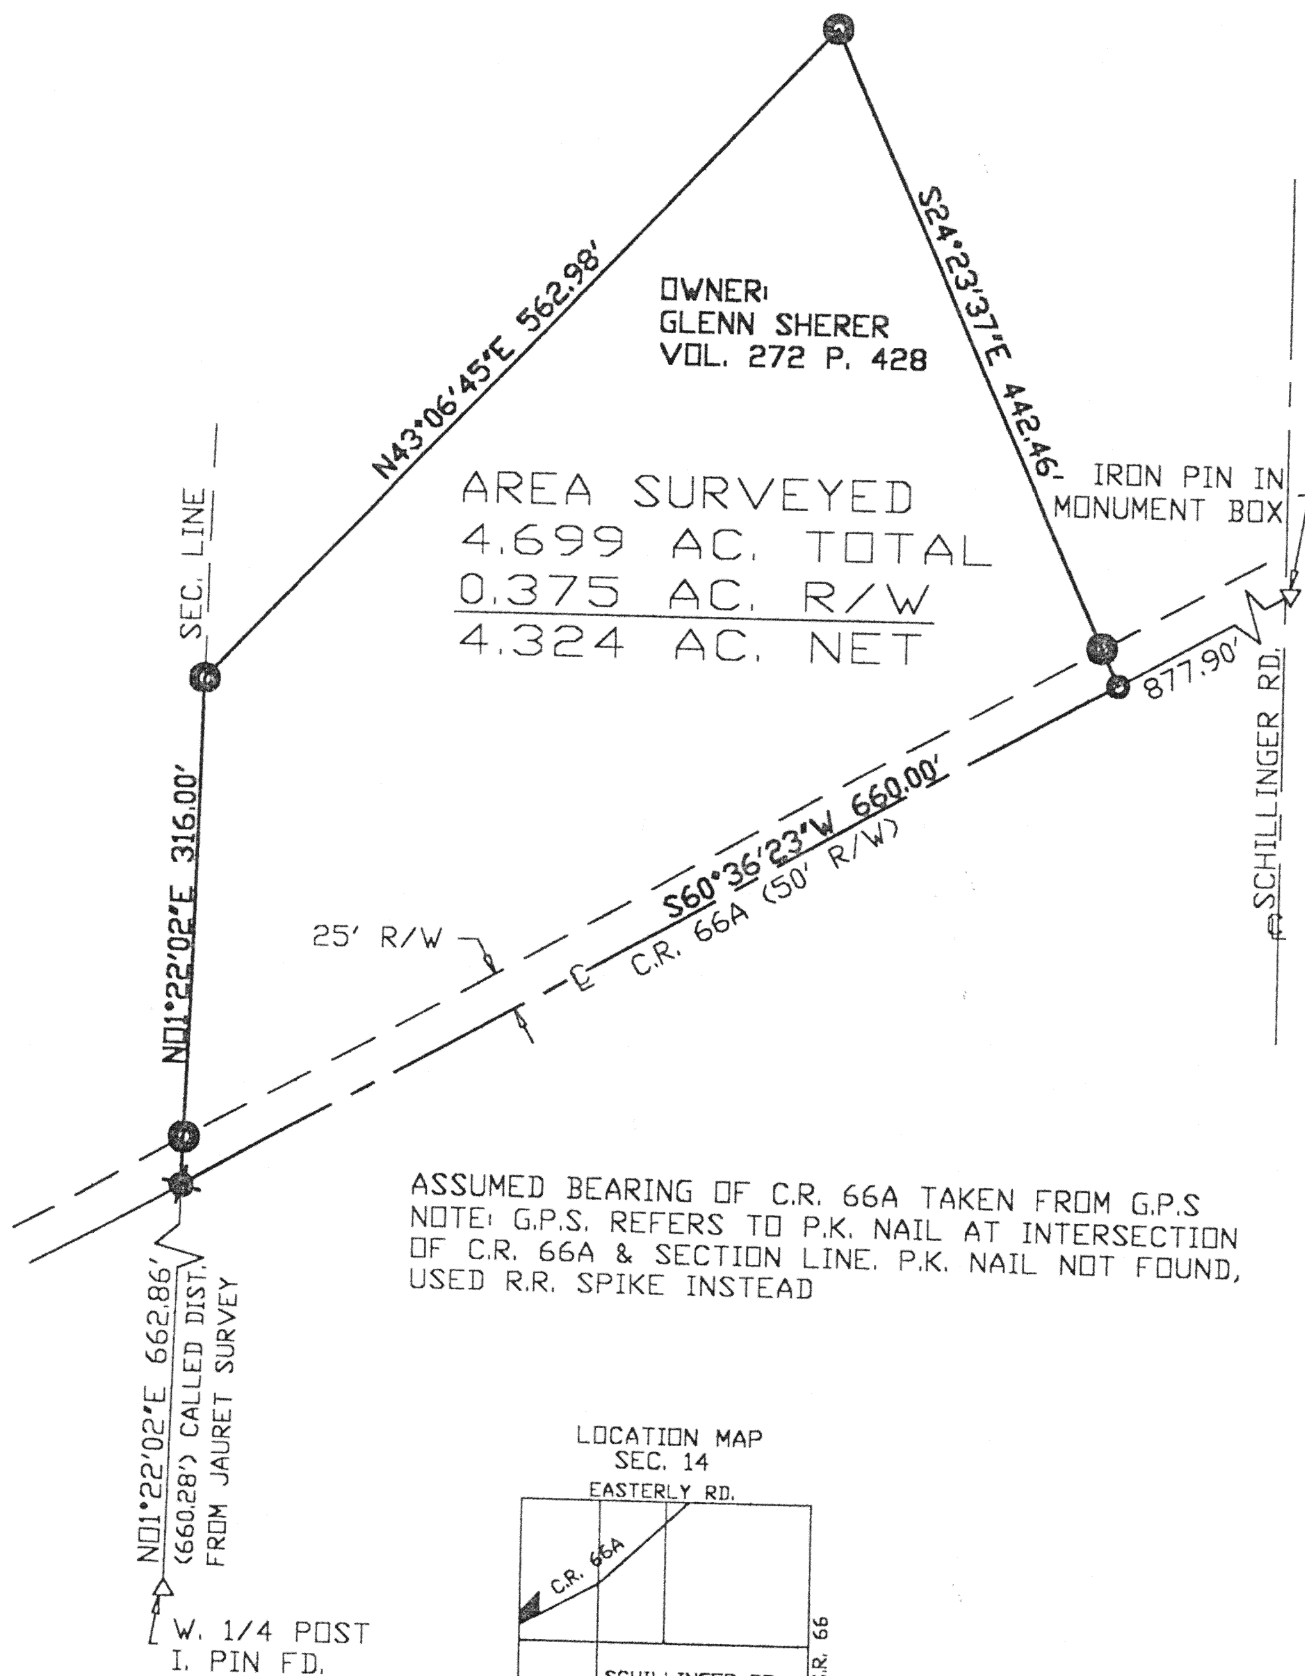 S24°23'37"E 442.46'
N43°06'45"E 562.98'
OWNER:
GLENN SHERER
VOL. 272 P. 428
SEC. LINE
AREA SURVEYED
4.699 AC. TOTAL
0.375 AC. R/W
4.324 AC. NET
IRON PIN IN
MONUMENT BOX
877.90'
SCHILLINGER RD.
N01°22'02"E 316.00'
S60°36'23"W 660.00'
C.R. 66A (50' R/W)
25' R/W
ASSUMED BEARING OF C.R. 66A TAKEN FROM G.P.S
NOTE: G.P.S. REFERS TO P.K. NAIL AT INTERSECTION
OF C.R. 66A & SECTION LINE. P.K. NAIL NOT FOUND,
USED R.R. SPIKE INSTEAD
N01°22'02"E 662.86'
(660.28') CALLED DIST.
FROM JAURET SURVEY
W. 1/4 POST
I. PIN FD.
LOCATION MAP
SEC. 14
EASTERLY RD.
C.R. 66A
66